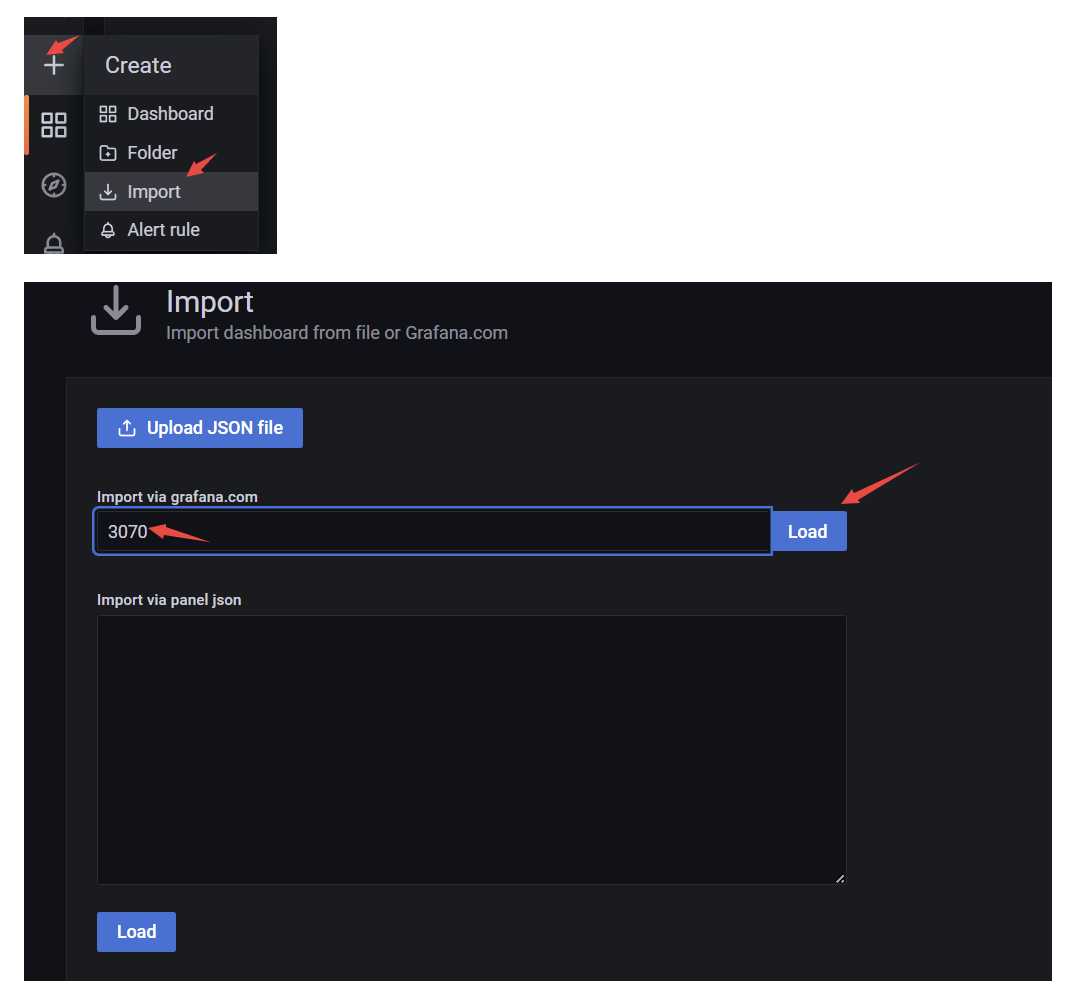 Create
Dashboard
Folder
Import
Alert rule
Import
Import dashboard from file or Grafana.com
Upload JSON file
Import via grafana.com
3070
Load
Import via panel json
Load